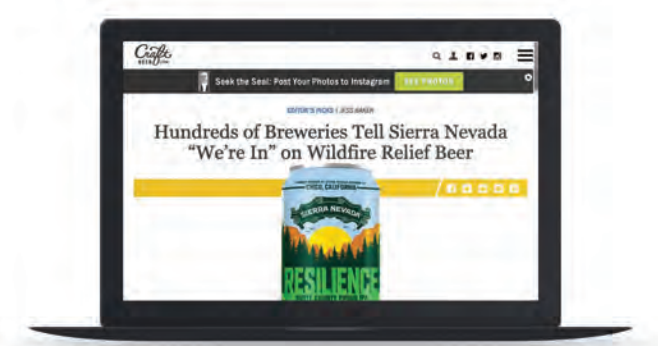 Craft
BEER.COM
Seek the Seal: Post Your Photos to Instagram SEE PHOTOS
EDITOR'S PICKS | JESS BAKER
Hundreds of Breweries Tell Sierra Nevada
“We’re In” on Wildfire Relief Beer
CHICO, CALIFORNIA
SIERRA NEVADA
RESILIENCE
BUTTE COUNTY PROUD IPA